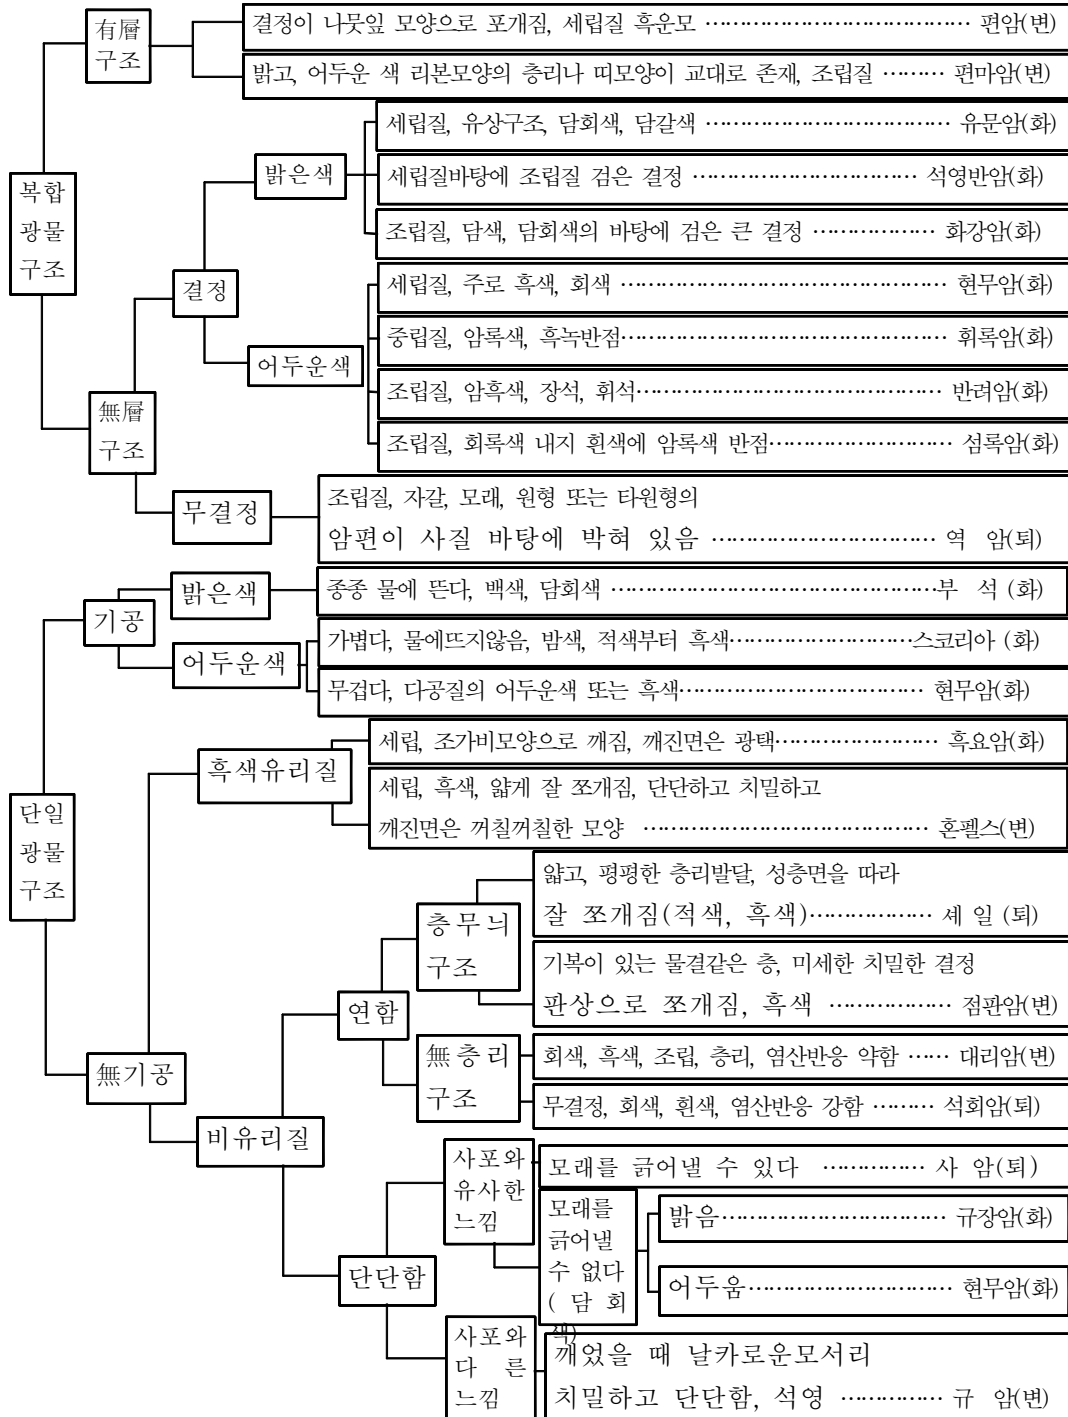 有層
구조
결정이 나뭇잎 모양으로 포개짐, 세립질 흑운모 ……………………………… 편암(변)
밝고, 어두운 색 리본모양의 층리나 띠모양이 교대로 존재, 조립질 ……… 편마암(변)
복합
광물
구조
결정
밝은색
세립질, 유상구조, 담회색, 담갈색 …………………………… 유문암(화)
세립질바탕에 조립질 검은 결정 ………………………… 석영반암(화)
조립질, 담색, 담회색의 바탕에 검은 큰 결정 …………… 화강암(화)
어두운색
세립질, 주로 흑색, 회색 ……………………………………… 현무암(화)
중립질, 암록색, 흑녹반점……………………………………… 휘록암(화)
조립질, 암흑색, 장석, 휘석…………………………………… 반려암(화)
조립질, 회록색 내지 흰색에 암록색 반점…………………… 섬록암(화)
無層
구조
무결정
조립질, 자갈, 모래, 원형 또는 타원형의
암편이 사질 바탕에 박혀 있음 ………………………… 역 암(퇴)
기공
밝은색
종종 물에 뜬다, 백색, 담회색 ……………………………………부 석 (화)
어두운색
가볍다, 물에뜨지않음, 밤색, 적색부터 흑색……………………스코리아 (화)
무겁다, 다공질의 어두운색 또는 흑색…………………………… 현무암(화)
단일
광물
구조
흑색유리질
세립, 조가비모양으로 깨짐, 깨진면은 광택………………… 흑요암(화)
세립, 흑색, 얇게 잘 쪼개짐, 단단하고 치밀하고
깨진면은 꺼칠꺼칠한 모양 ……………………………… 혼펠스(변)
無기공
비유리질
연함
층무늬
구조
얇고, 평평한 층리발달, 성층면을 따라
잘 쪼개짐(적색, 흑색)…………… 셰 일 (퇴)
기복이 있는 물결같은 층, 미세한 치밀한 결정
판상으로 쪼개짐, 흑색 …………… 점판암(변)
無층리
구조
회색, 흑색, 조립, 층리, 염산반응 약함 …… 대리암(변)
무결정, 회색, 흰색, 염산반응 강함 ……… 석회암(퇴)
단단함
사포와
유사한
느낌
모래를 긁어낼 수 있다 ………… 사 암(퇴)
모래를
긁어낼
수 없다
( 담 회
색)
밝음………………………… 규장암(화)
어두움……………………… 현무암(화)
사포와
다 른
느낌
깨었을 때 날카로운모서리
치밀하고 단단함, 석영 ………… 규 암(변)